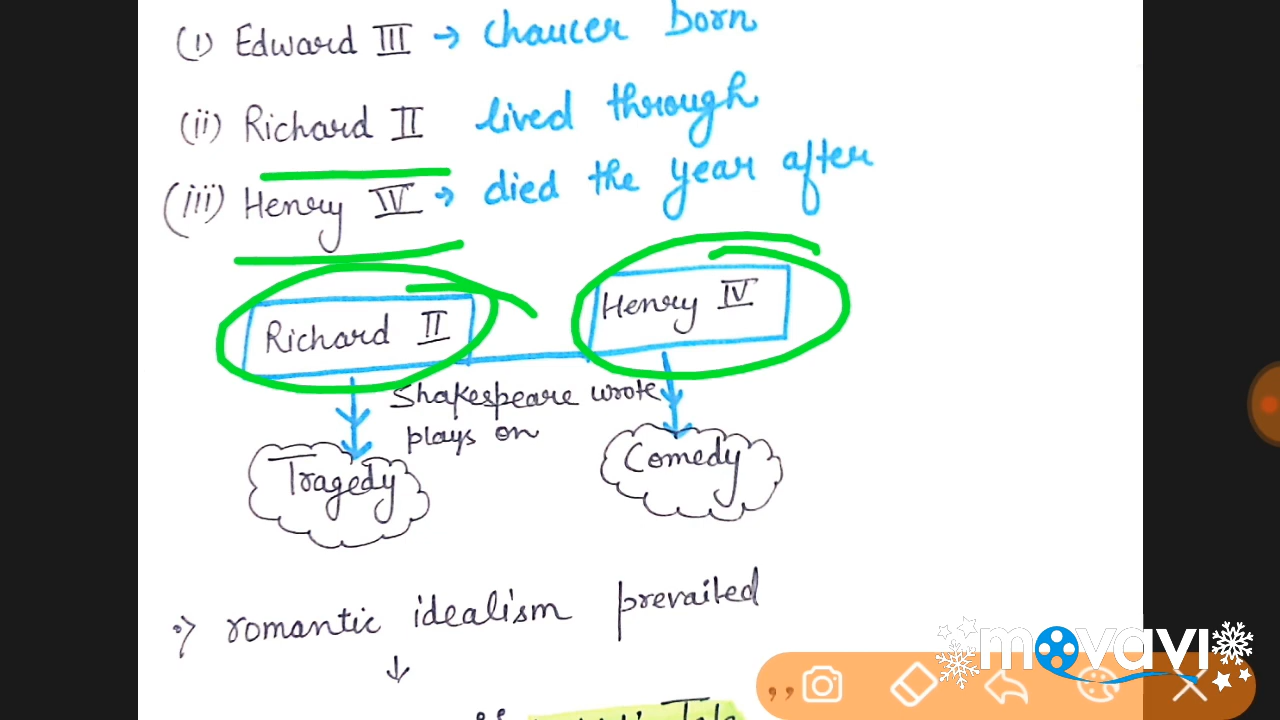 (i) Edward III → Chaucer born
(ii) Richard II lived through
(iii) Henry IV → died the year after
Richard II
Henry IV
Shakespeare wrote
plays on
Tragedy
Comedy
romantic idealism prevailed
movavi